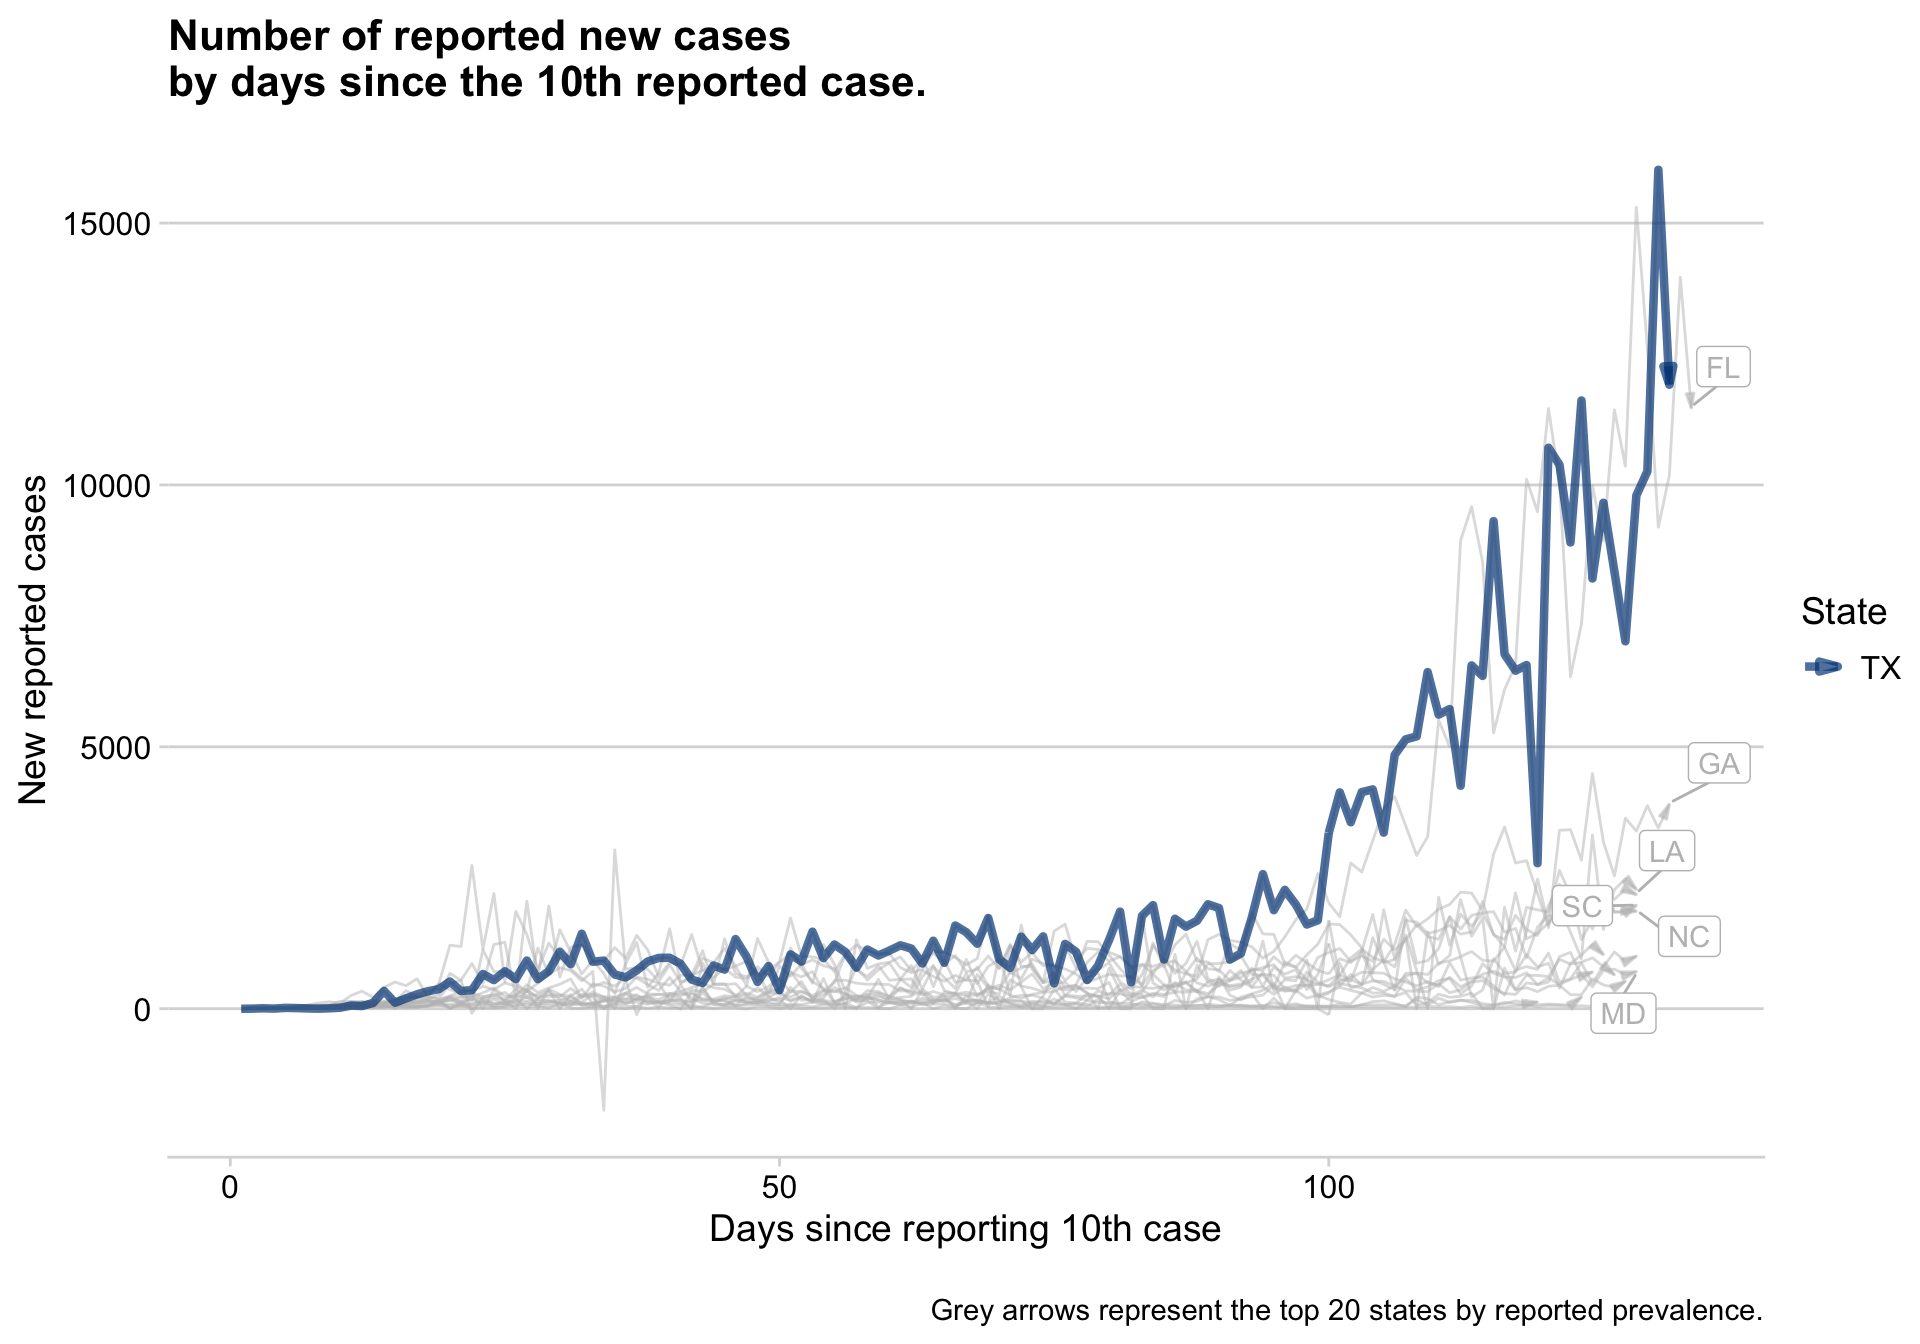 Number of reported new cases
by days since the 10th reported case.
15000
10000
5000
0
New reported cases
FL
GA
LA
SC
NC
MD
State
TX
0
50
100
Days since reporting 10th case
Grey arrows represent the top 20 states by reported prevalence.